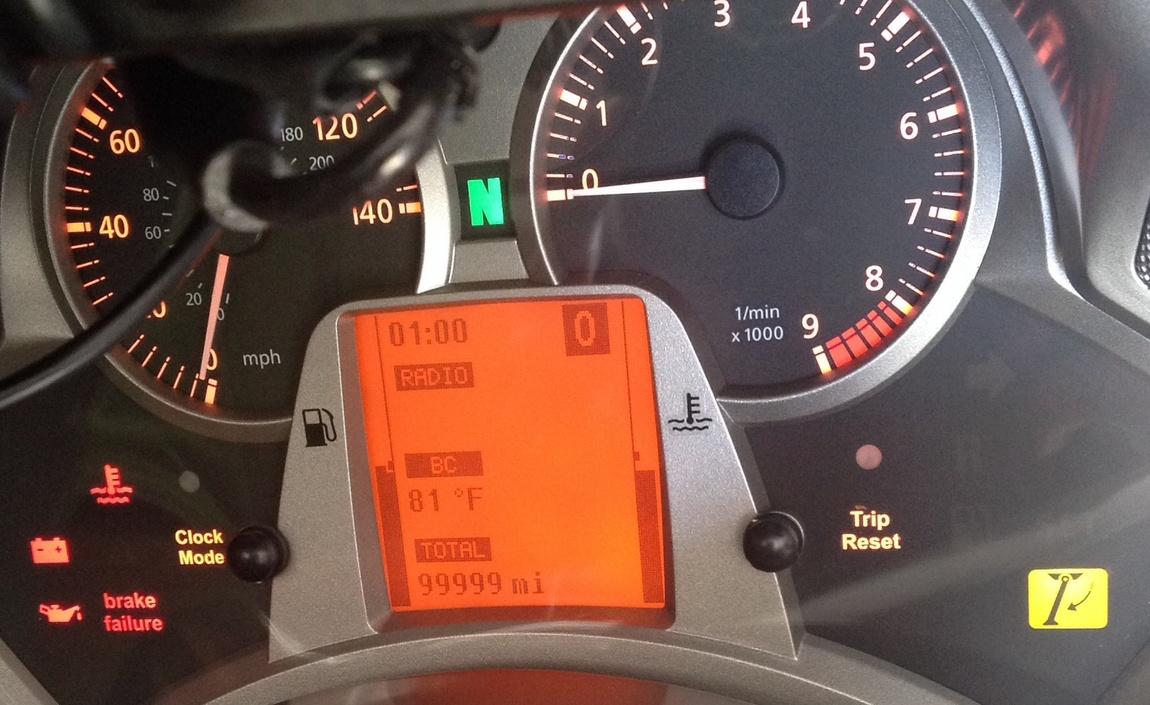 60
40
20
0
120
140
180
200
80
60
20
mph
N
0
1
2
3
4
5
6
7
8
9
1/min
x 1000
01:00
0
RADIO
BC
81 °F
TOTAL
99999 mi
Clock
Mode
brake
failure
Trip
Reset